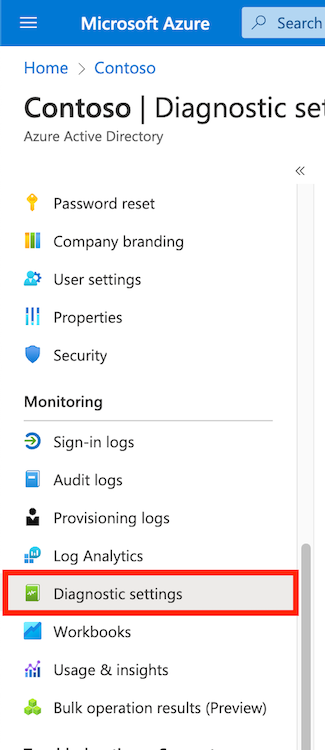 Microsoft Azure
Search
Home > Contoso
Contoso | Diagnostic set
Azure Active Directory
«
Password reset
Company branding
User settings
Properties
Security
Monitoring
Sign-in logs
Audit logs
Provisioning logs
Log Analytics
Diagnostic settings
Workbooks
Usage & insights
Bulk operation results (Preview)